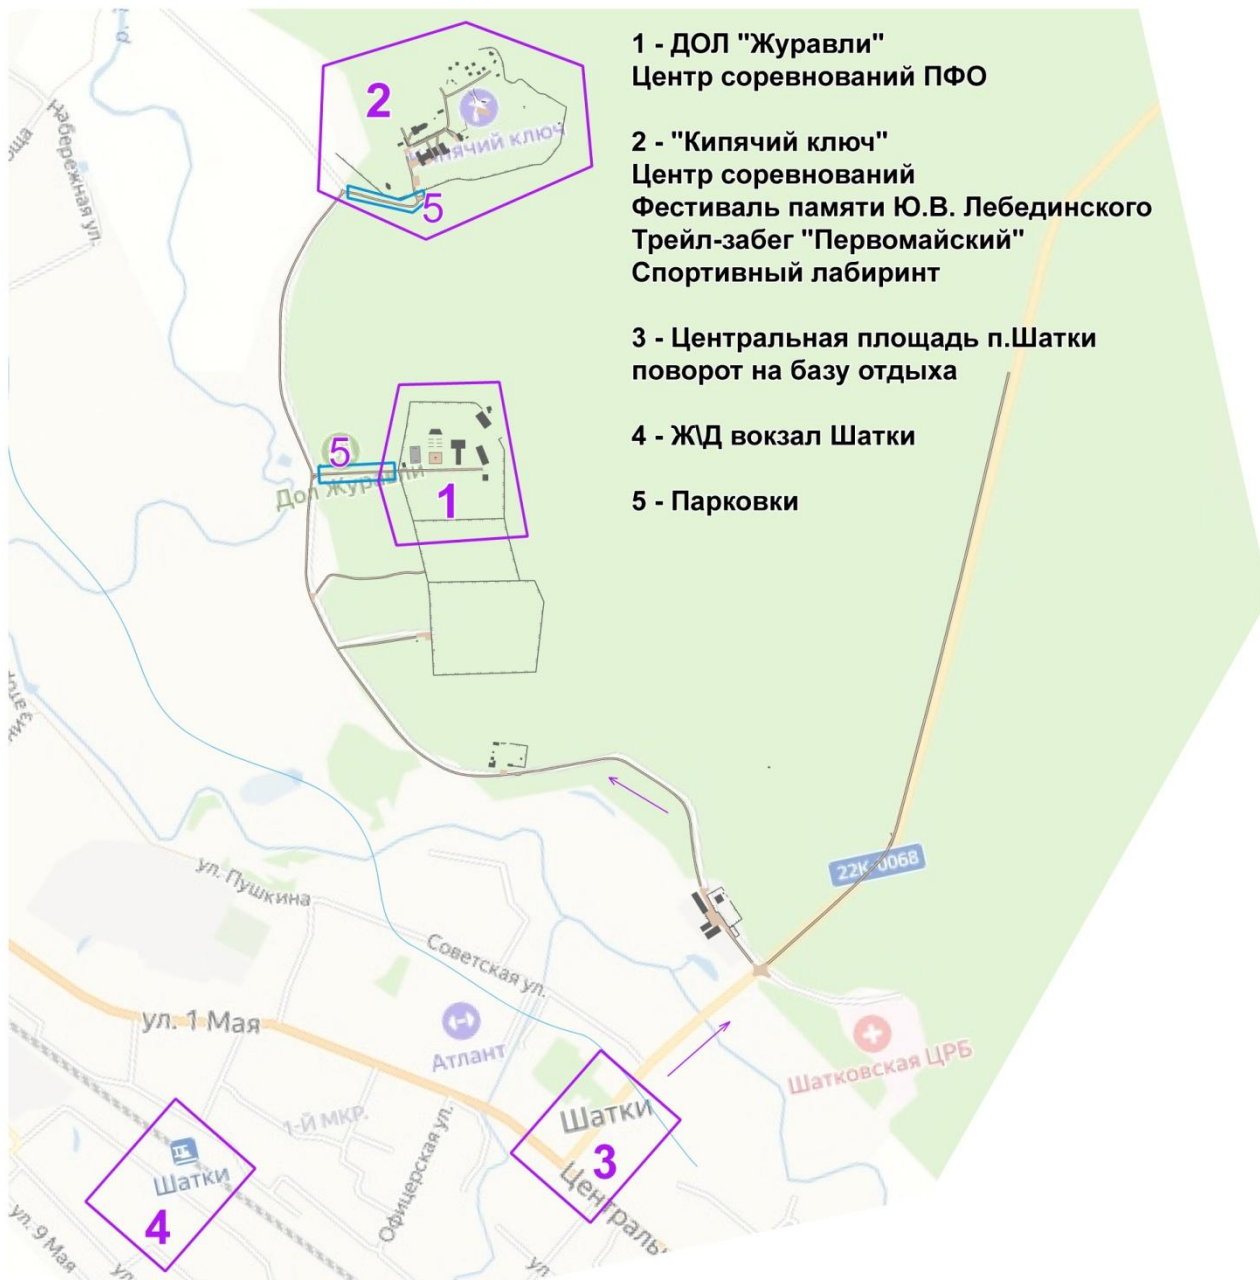 1 - ДОЛ "Журавли"
Центр соревнований ПФО
2 - "Кипячий ключ"
Центр соревнований
Фестиваль памяти Ю.В. Лебединского
Трейл-забег "Первомайский"
Спортивный лабиринт
3 - Центральная площадь п.Шатки
поворот на базу отдыха
4 - Ж\Д вокзал Шатки
5 - Парковки
2
ключ
5
Набережная ул.
5
Дол Журавли
1
22К-0068
ул. Пушкина
Советская ул.
ул. 1 Мая
Атлант
Шатковская ЦРБ
1-й МКР.
Офицерская ул.
Шатки
3
Шатки
4
ул. 9 Мая
ул.